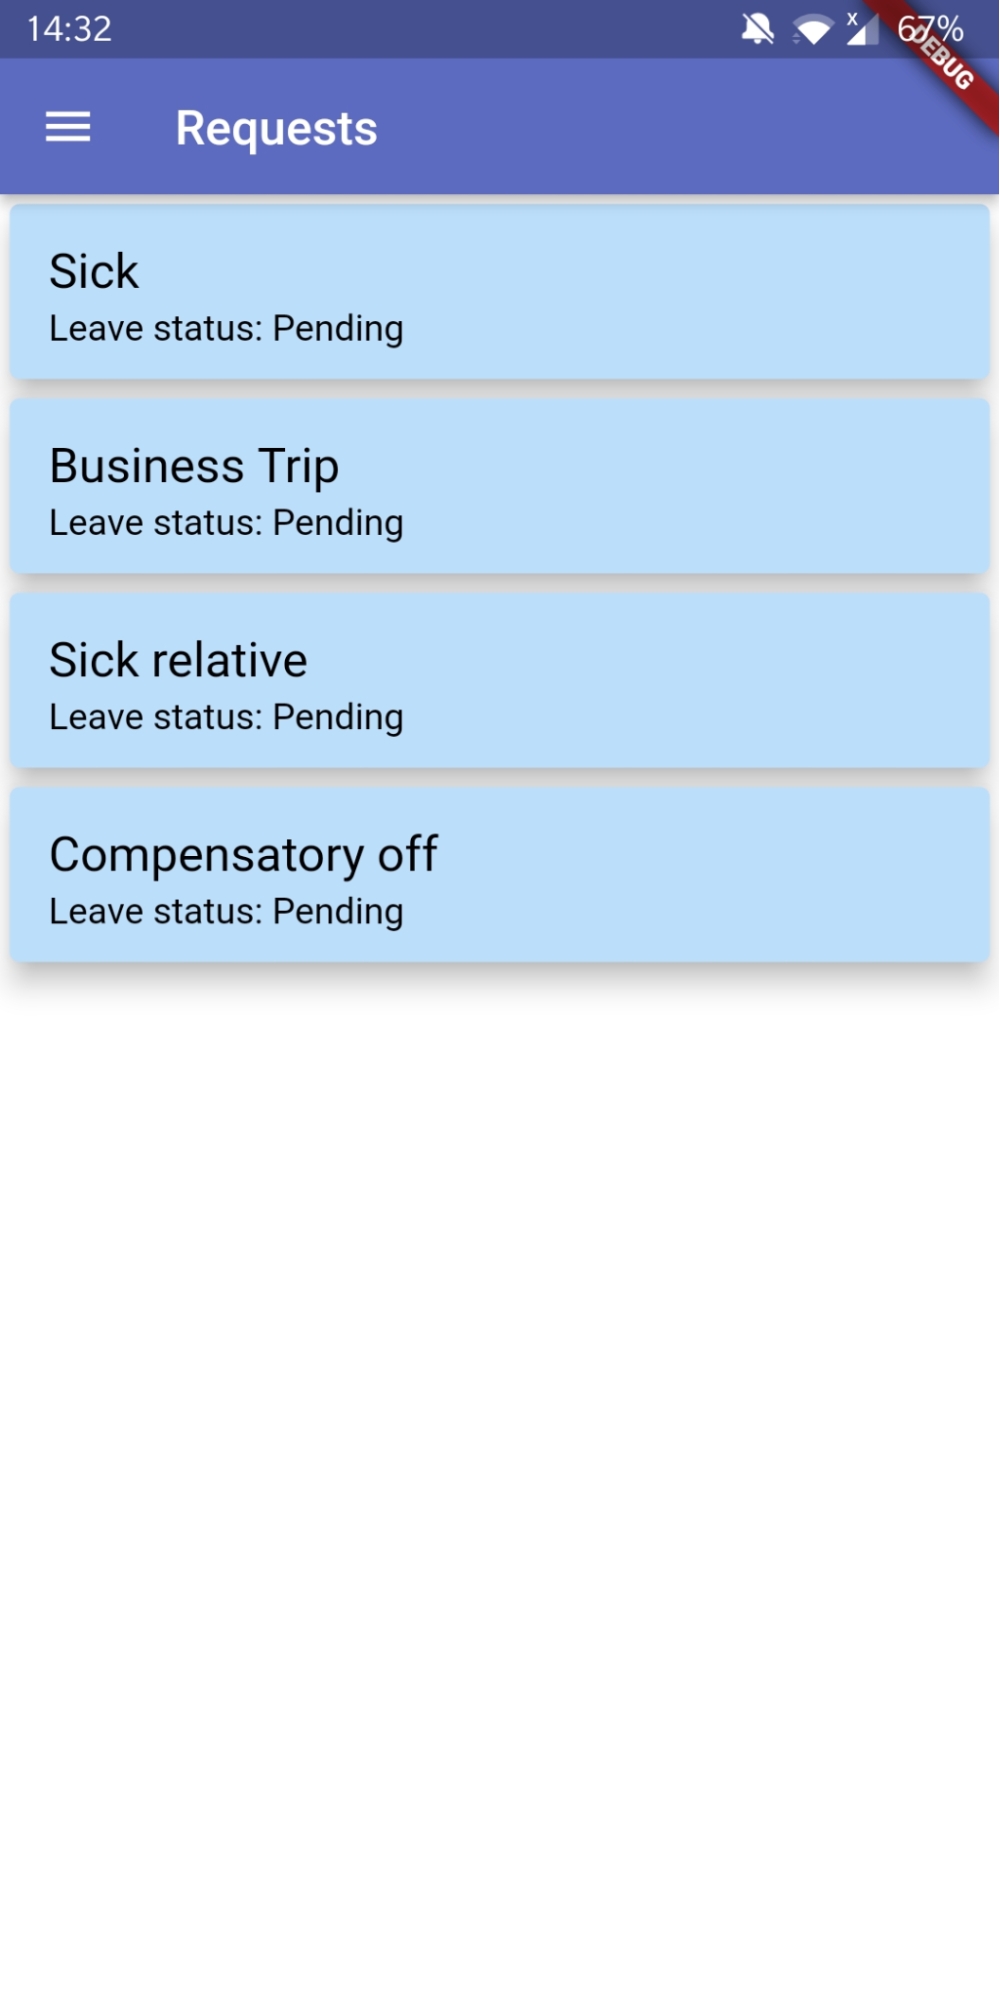 14:32
67%
DEBUG
Requests
Sick
Leave status: Pending
Business Trip
Leave status: Pending
Sick relative
Leave status: Pending
Compensatory off
Leave status: Pending